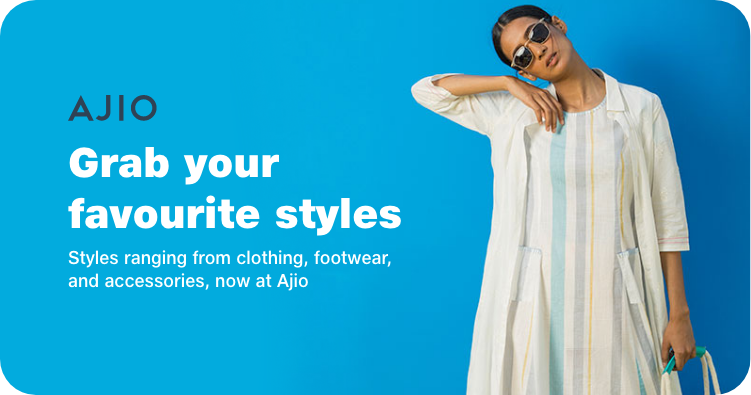 AJIO
Grab your
favourite styles
Styles ranging from clothing, footwear,
and accessories, now at Ajio